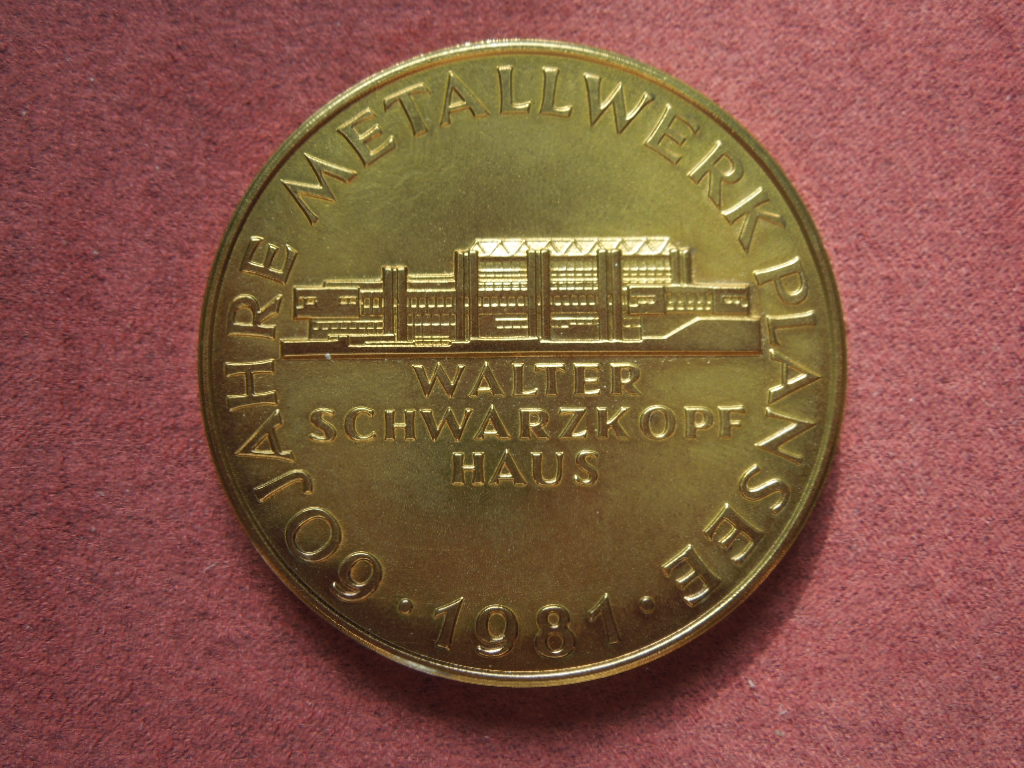 60 JAHRE METALLWERK PLANSEE
WALTER
SCHWARZKOPF
HAUS
· 1981 ·